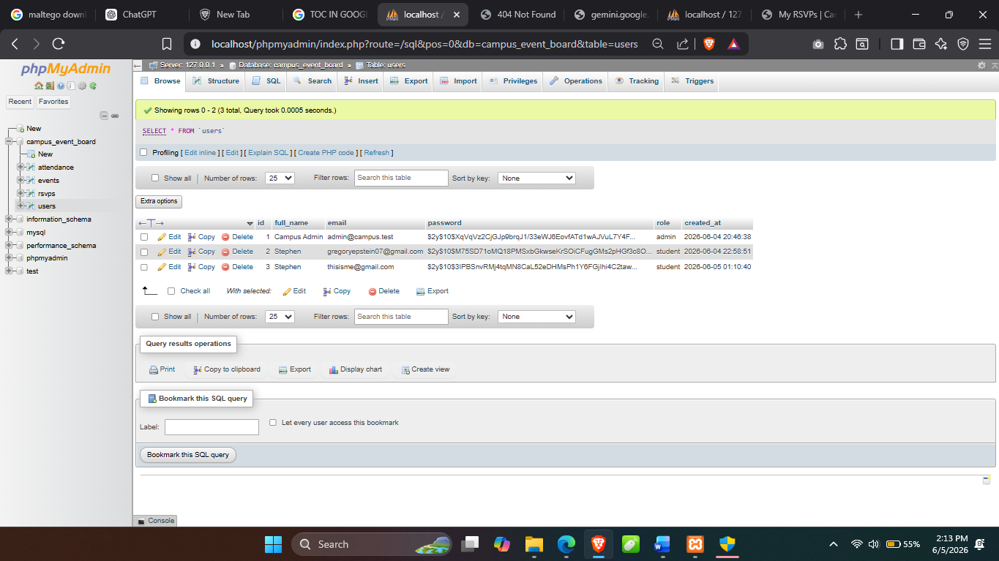 maltego downl
ChatGPT
New Tab
TOC IN GOOGL
localhost /
404 Not Found
gemini.google.
localhost / 127
My RSVPs | Car
localhost/phpmyadmin/index.php?route=/sql&pos=0&db=campus_event_board&table=users
phpMyAdmin
Recent Favorites
New
campus_event_board
New
attendance
events
rsvps
users
information_schema
mysql
performance_schema
phpmyadmin
test
Server: 127.0.0.1 » Database: campus_event_board » Table: users
Browse Structure SQL Search Insert Export Import Privileges Operations Tracking Triggers
Showing rows 0 - 2 (3 total, Query took 0.0005 seconds.)
SELECT * FROM `users`
Profiling [ Edit inline ] [ Edit ] [ Explain SQL ] [ Create PHP code ] [ Refresh ]
Show all | Number of rows: 25 Filter rows: Search this table Sort by key: None
Extra options
←T→ id full_name email password role created_at
Edit Copy Delete 1 Campus Admin admin@campus.test $2y$10$XqVqVz2CjGJp9brqJ1/33eWJ6EovfATd1wAJVuL7Y4F... admin 2026-06-04 20:46:38
Edit Copy Delete 2 Stephen gregoryepstein07@gmail.com $2y$10$M75SD71oMQ18PMSxbGkwseKrSOiCFugGMs2pHGf3c8O... student 2026-06-04 22:58:51
Edit Copy Delete 3 Stephen thisisme@gmail.com $2y$10$3IPBSnvRMj4tqMN8CaL52eDHMsPh1Y6FGjIhi4C2taw... student 2026-06-05 01:10:40
Check all With selected: Edit Copy Delete Export
Show all | Number of rows: 25 Filter rows: Search this table Sort by key: None
Query results operations
Print Copy to clipboard Export Display chart Create view
Bookmark this SQL query
Label: Let every user access this bookmark
Bookmark this SQL query
Console
Search
55%
2:13 PM
6/5/2026